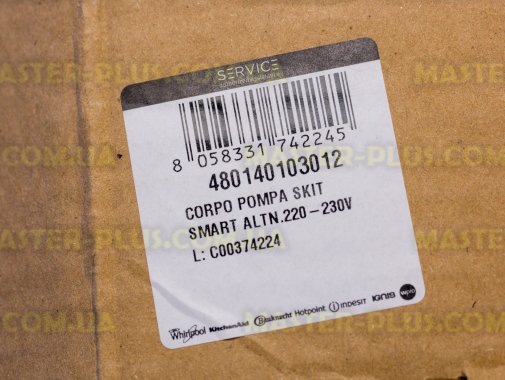 SERVICE
8 058331 742245
480140103012
CORPO POMPA SKIT
SMART ALTN.220-230V
L: C00374224
Whirlpool KitchenAid Bauknecht Hotpoint indesit IGNIS wpro
MASTER-PLUS.COM.UA